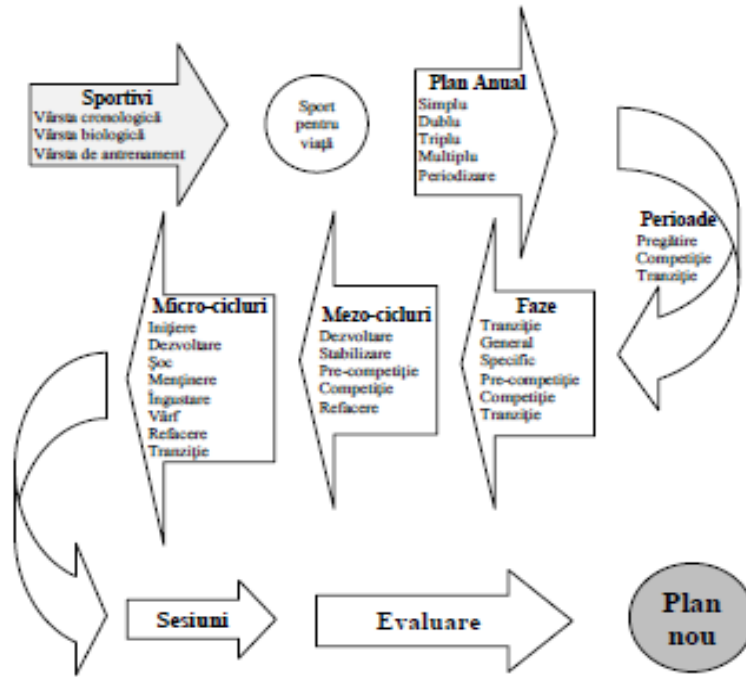 Sportivi
Vârsta cronologică
Vârsta biologică
Vârsta de antrenament
Sport
pentru
viață
Plan Anual
Simplu
Dublu
Triplu
Multiplu
Periodizare
Perioade
Pregătire
Competiție
Tranziție
Faze
Tranziție
General
Specific
Pre-competiție
Competiție
Tranziție
Mezo-cicluri
Dezvoltare
Stabilizare
Pre-competiție
Competiție
Refacere
Micro-cicluri
Inițiere
Dezvoltare
Șoc
Menținere
Îngustare
Vârf
Refacere
Tranziție
Sesiuni
Evaluare
Plan
nou